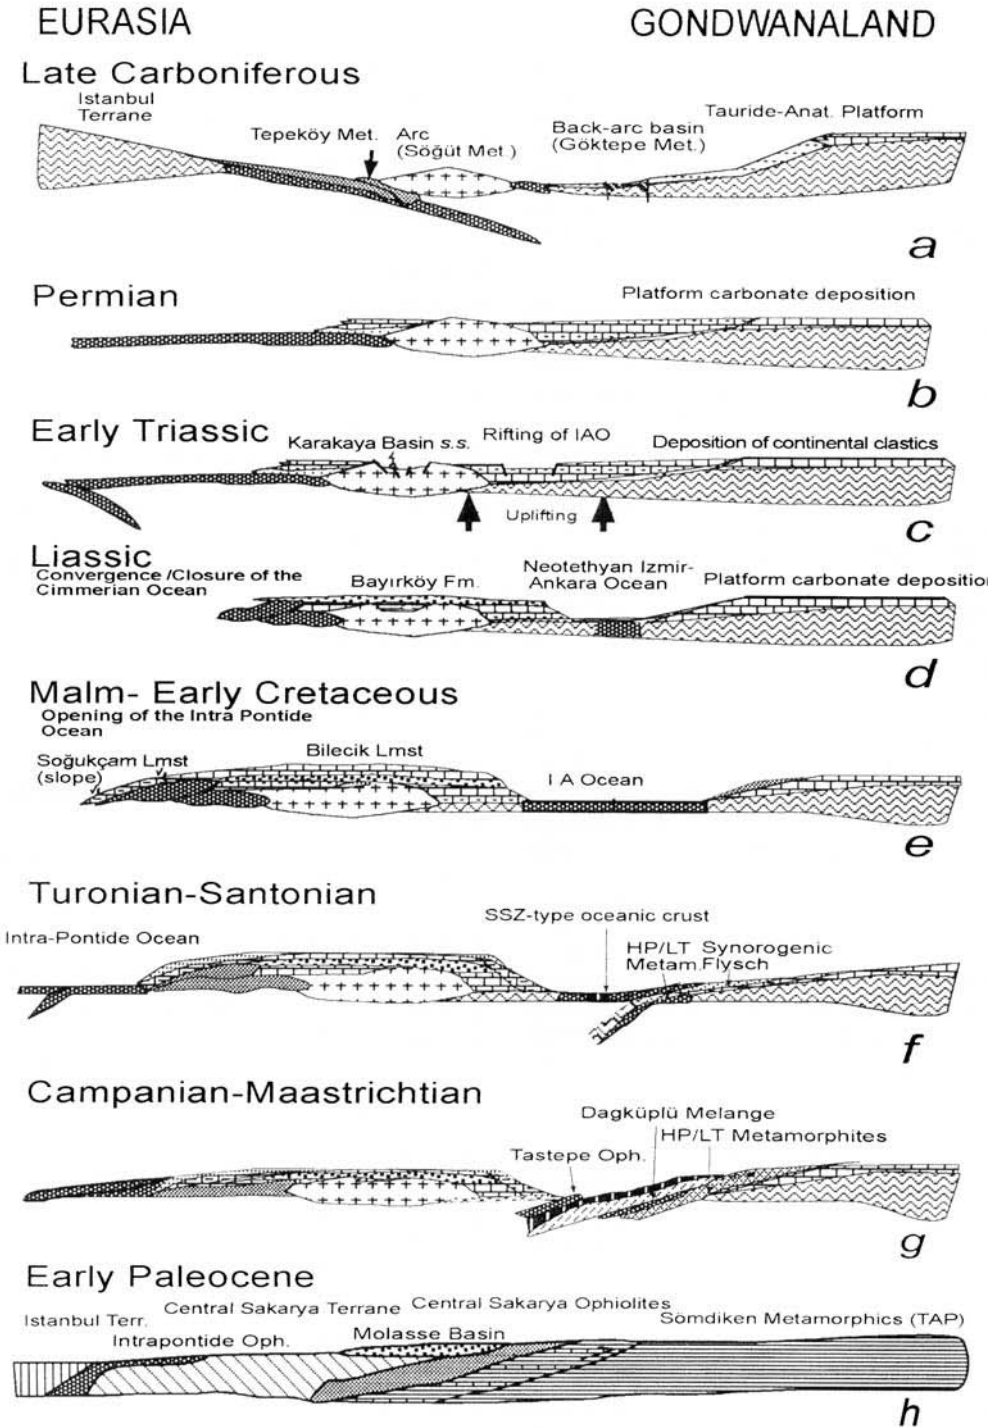 EURASIA
GONDWANALAND
Late Carboniferous
Istanbul
Terrane
Tepeköy Met.
Arc
(Söğüt Met.)
Back-arc basin
(Göktepe Met.)
Tauride-Anat. Platform
a
Permian
Platform carbonate deposition
b
Early Triassic
Karakaya Basin s.s.
Rifting of IAO
Deposition of continental clastics
Uplifting
c
Liassic
Convergence /Closure of the
Cimmerian Ocean
Bayırköy Fm.
Neotethyan Izmir-
Ankara Ocean
Platform carbonate deposition
d
Malm- Early Cretaceous
Opening of the Intra Pontide
Ocean
Soğukçam Lmst
(slope)
Bilecik Lmst
I A Ocean
e
Turonian-Santonian
Intra-Pontide Ocean
SSZ-type oceanic crust
HP/LT
Metam.
Synorogenic
Flysch
f
Campanian-Maastrichtian
Dagküplü Melange
HP/LT Metamorphites
Tastepe Oph.
g
Early Paleocene
Istanbul Terr.
Central Sakarya Terrane
Central Sakarya Ophiolites
Sömdiken Metamorphics (TAP)
Intrapontide Oph.
Molasse Basin
h